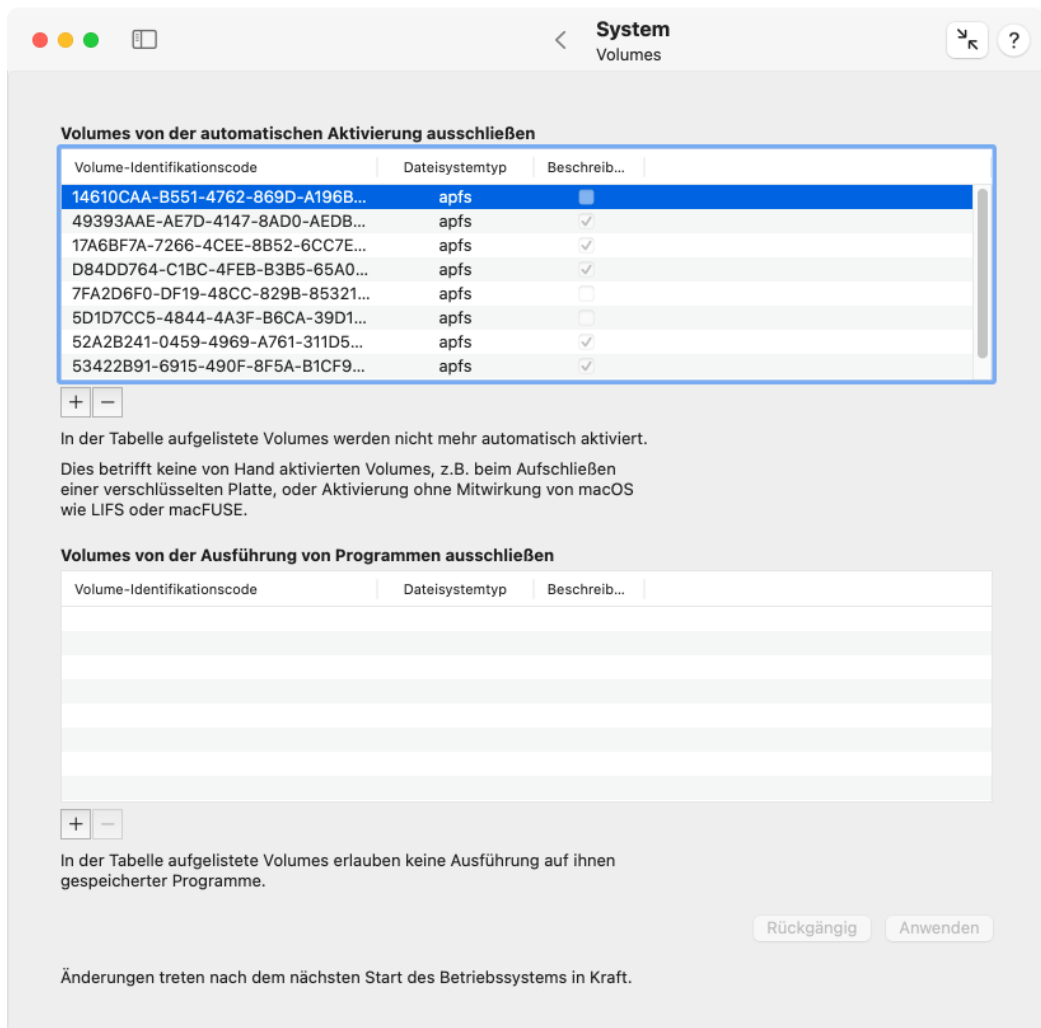 System
Volumes
?
Volumes von der automatischen Aktivierung ausschließen
Volume-Identifikationscode Dateisystemtyp Beschreib...
14610CAA-B551-4762-869D-A196B... apfs
49393AAE-AE7D-4147-8AD0-AEDB... apfs
17A6BF7A-7266-4CEE-8B52-6CC7E... apfs
D84DD764-C1BC-4FEB-B3B5-65A0... apfs
7FA2D6F0-DF19-48CC-829B-85321... apfs
5D1D7CC5-4844-4A3F-B6CA-39D1... apfs
52A2B241-0459-4969-A761-311D5... apfs
53422B91-6915-490F-8F5A-B1CF9... apfs
+ −
In der Tabelle aufgelistete Volumes werden nicht mehr automatisch aktiviert.
Dies betrifft keine von Hand aktivierten Volumes, z.B. beim Aufschließen
einer verschlüsselten Platte, oder Aktivierung ohne Mitwirkung von macOS
wie LIFS oder macFUSE.
Volumes von der Ausführung von Programmen ausschließen
Volume-Identifikationscode Dateisystemtyp Beschreib...
+ −
In der Tabelle aufgelistete Volumes erlauben keine Ausführung auf ihnen
gespeicherter Programme.
Rückgängig Anwenden
Änderungen treten nach dem nächsten Start des Betriebssystems in Kraft.